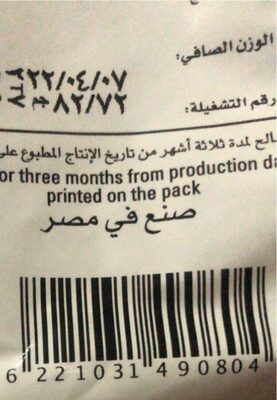 الوزن الصافي:
٢٢/٠٤/٠٧
رقم التشغيلة:
٨٢/٧٢
لح لمدة ثلاثة أشهر من تاريخ الإنتاج المطبوع على
or three months from production da
printed on the pack
صنع في مصر
6 221031 490804